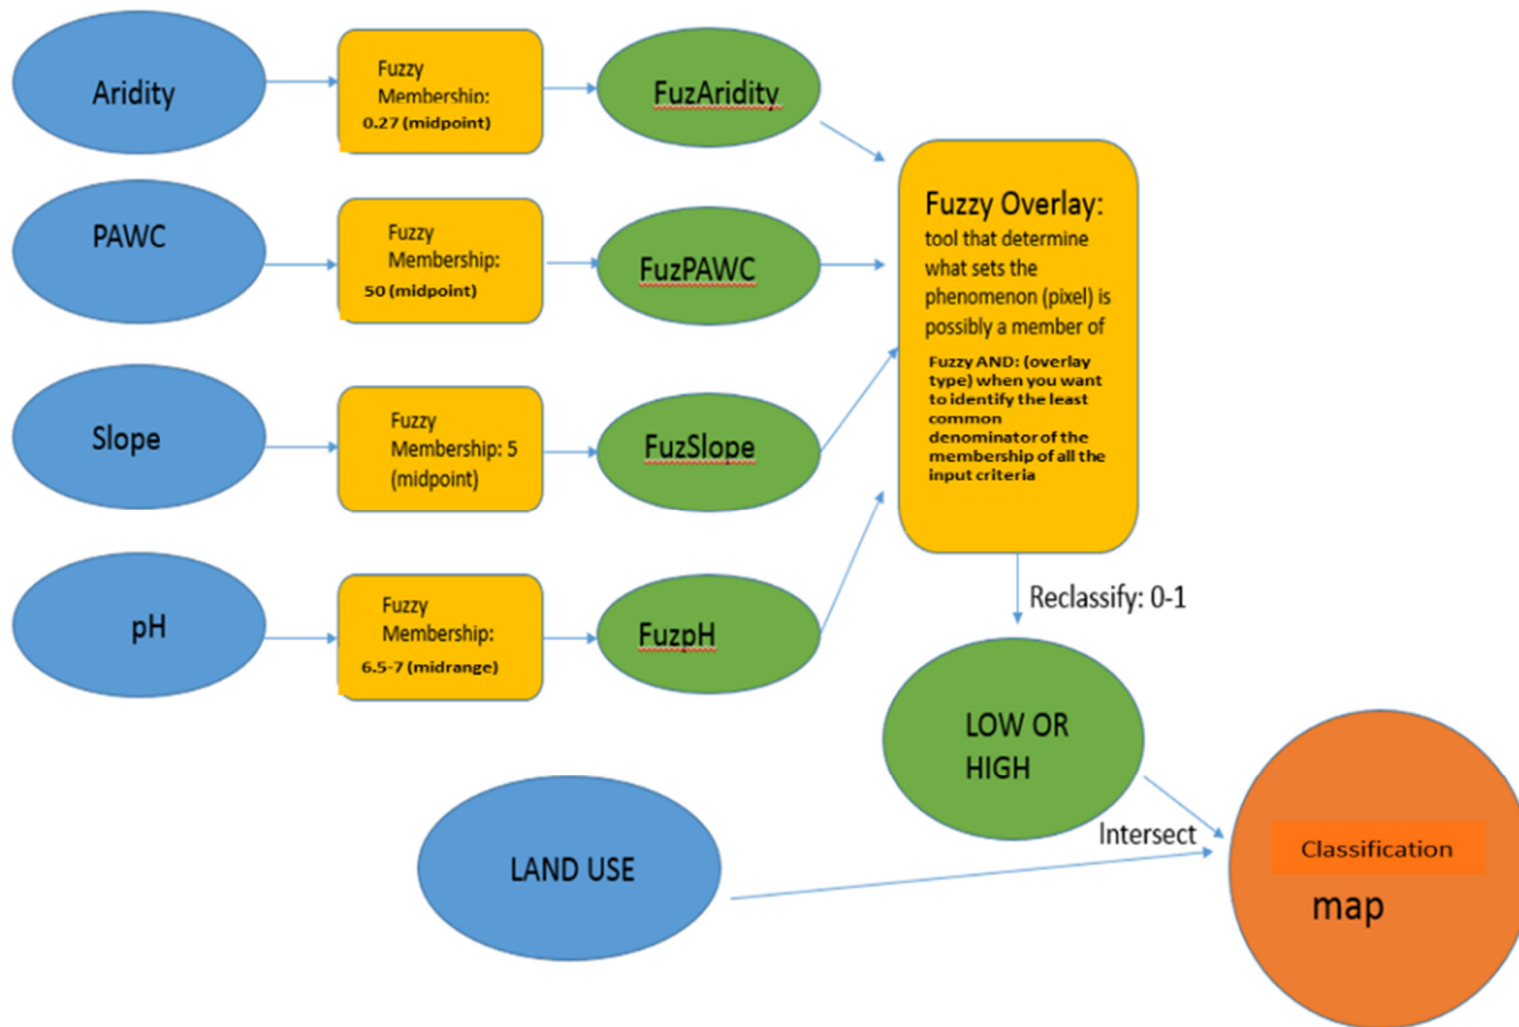 Aridity
Fuzzy
Membership:
0.27 (midpoint)
FuzAridity
PAWC
Fuzzy
Membership:
50 (midpoint)
FuzPAWC
Slope
Fuzzy
Membership: 5
(midpoint)
FuzSlope
pH
Fuzzy
Membership:
6.5-7 (midrange)
FuzpH
Fuzzy Overlay:
tool that determine
what sets the
phenomenon (pixel) is
possibly a member of
Fuzzy AND: (overlay
type) when you want
to identify the least
common
denominator of the
membership of all the
input criteria
Reclassify: 0-1
LOW OR
HIGH
Intersect
LAND USE
Classification
map